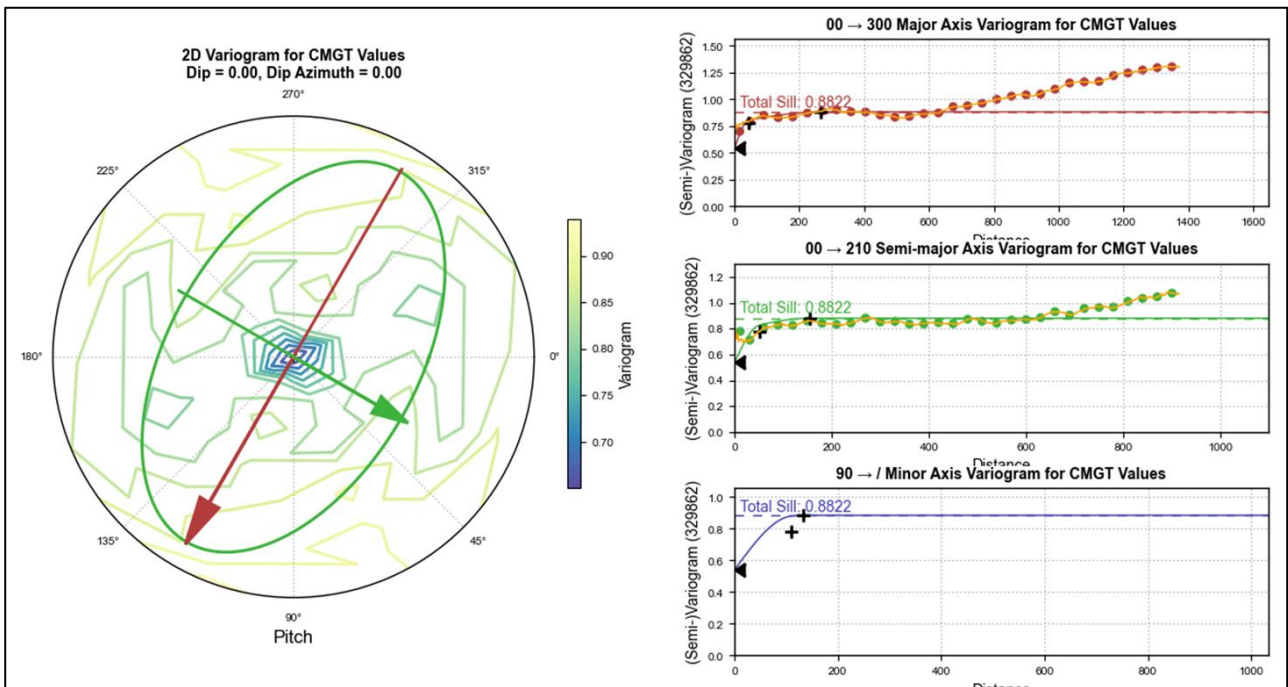 2D Variogram for CMGT Values
Dip = 0.00, Dip Azimuth = 0.00
270°
225°
315°
180°
0°
135°
45°
90°
Pitch
0.90
0.85
0.80
0.75
0.70
Variogram
00 → 300 Major Axis Variogram for CMGT Values
(Semi-)Variogram (329862)
1.50
1.25
1.00
0.75
0.50
0.25
0.00
Total Sill: 0.8822
0 200 400 600 800 1000 1200 1400 1600
Distance
00 → 210 Semi-major Axis Variogram for CMGT Values
(Semi-)Variogram (329862)
1.2
1.0
0.8
0.6
0.4
0.2
0.0
Total Sill: 0.8822
0 200 400 600 800 1000
Distance
90 → / Minor Axis Variogram for CMGT Values
(Semi-)Variogram (329862)
1.0
0.8
0.6
0.4
0.2
0.0
Total Sill: 0.8822
0 200 400 600 800 1000
Distance